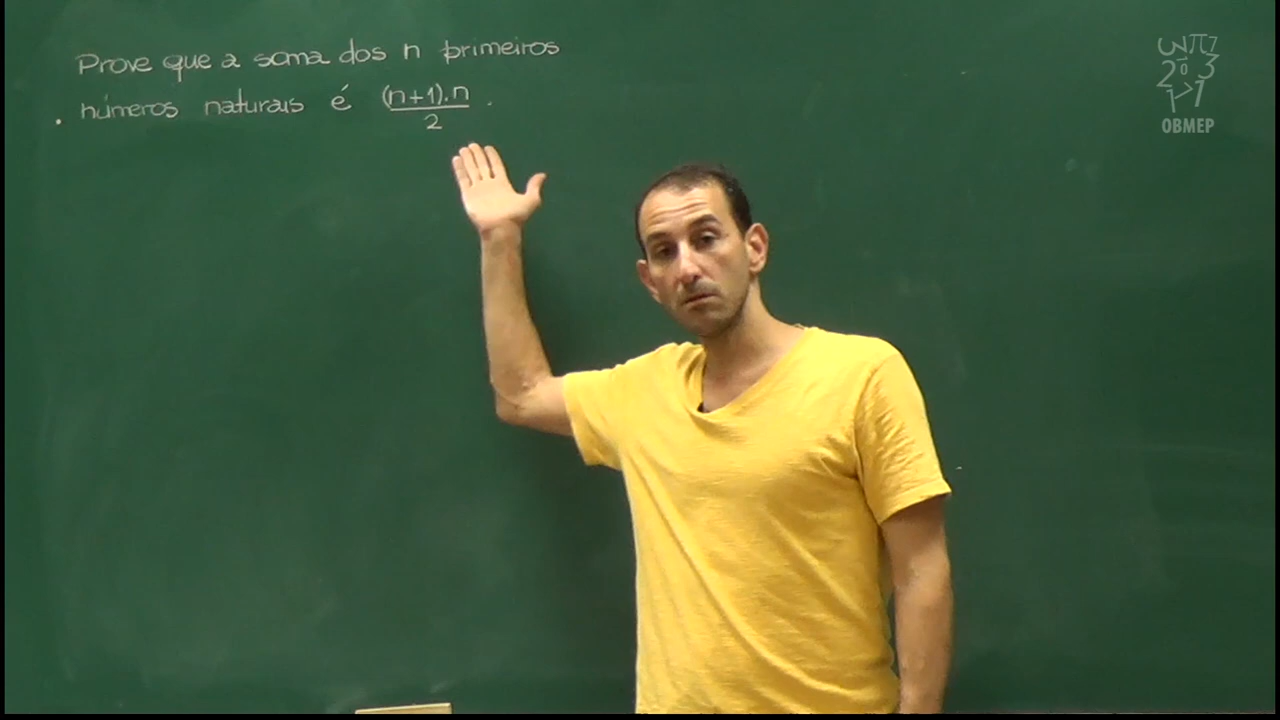 Prove que a soma dos n primeiros
números naturais é (n+1).n/2.
OBMEP